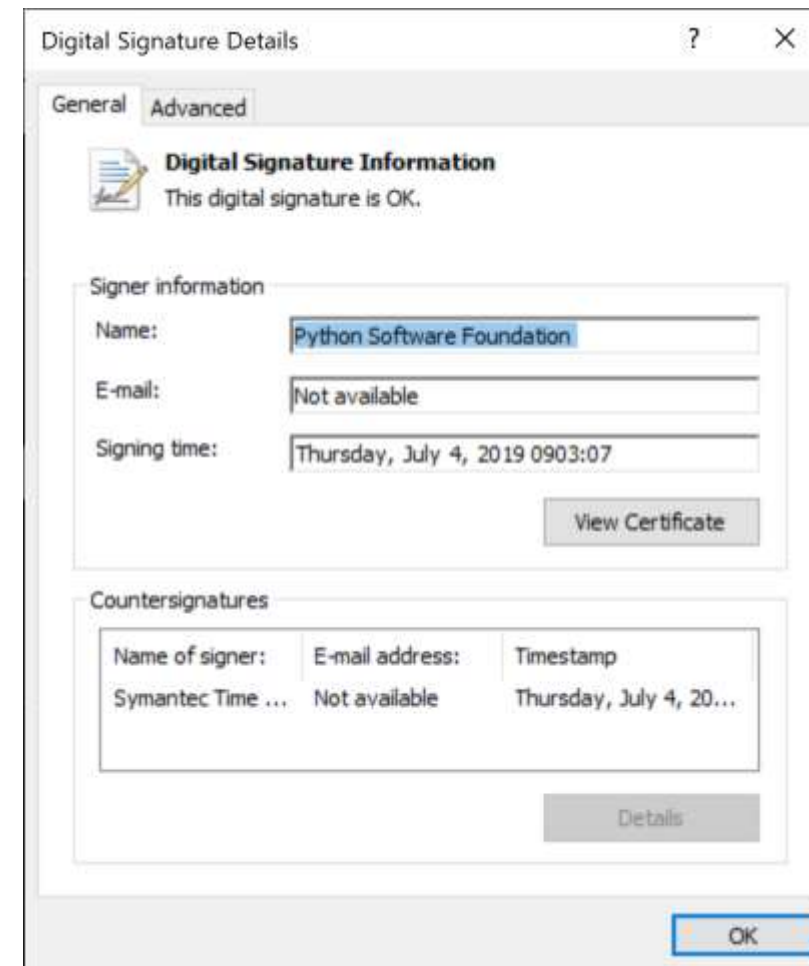 Digital Signature Details ? ×
General Advanced
Digital Signature Information
This digital signature is OK.
Signer information
Name: Python Software Foundation
E-mail: Not available
Signing time: Thursday, July 4, 2019 0903:07
View Certificate
Countersignatures
Name of signer: E-mail address: Timestamp
Symantec Time ... Not available Thursday, July 4, 20...
Details
OK